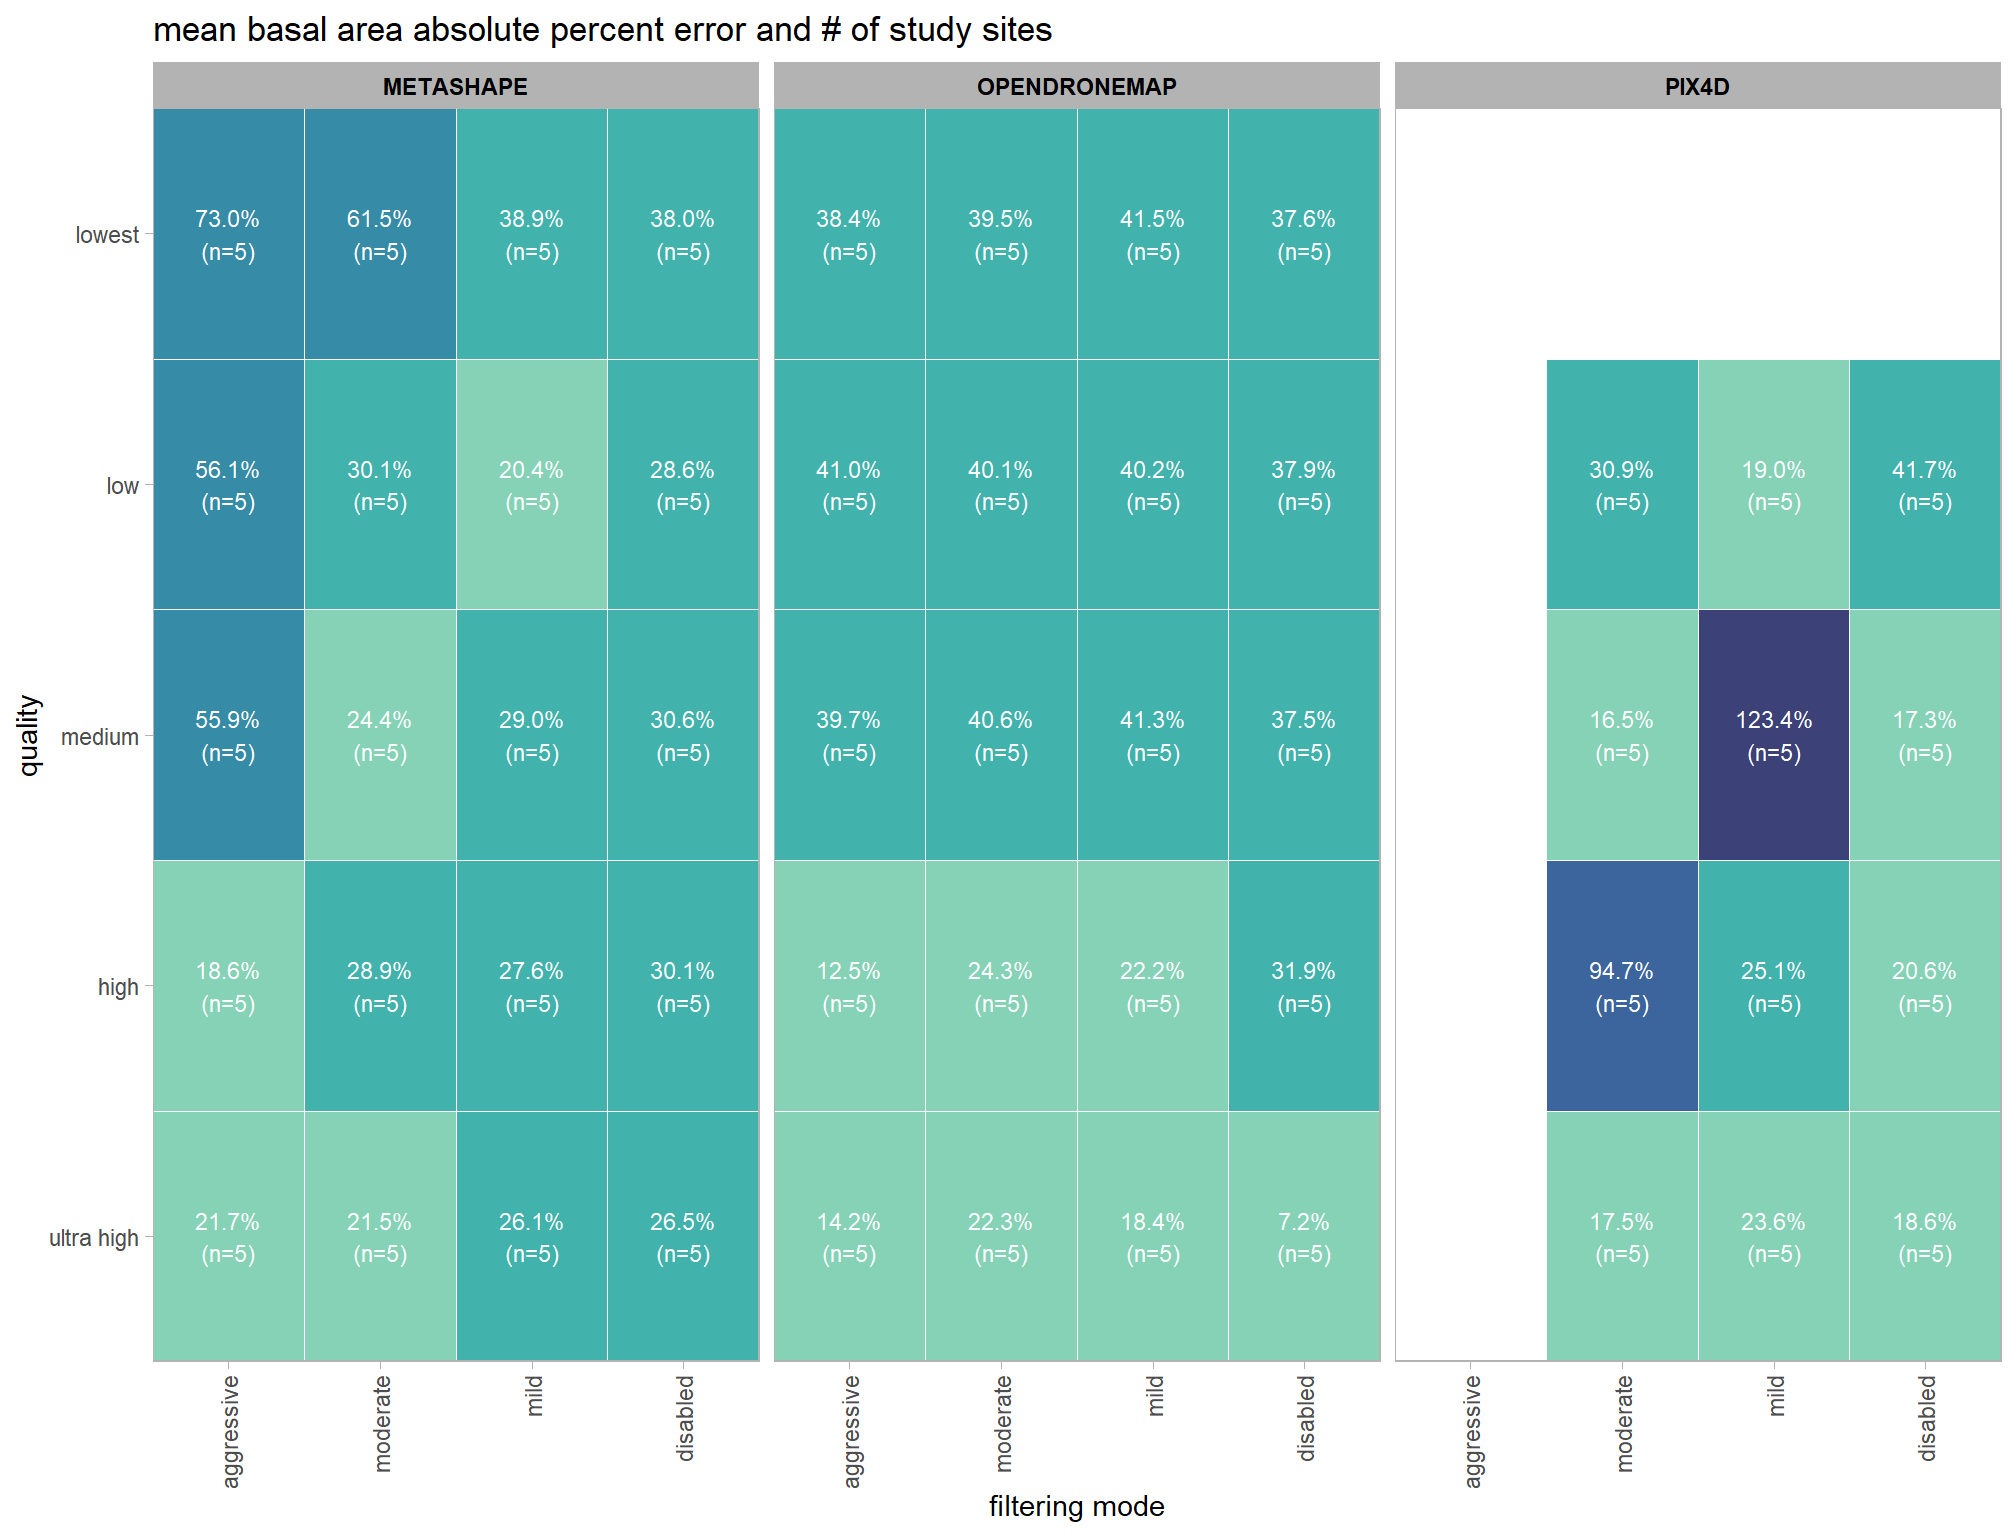 mean basal area absolute percent error and # of study sites
METASHAPE OPENDRONEMAP PIX4D
lowest
73.0% 61.5% 38.9% 38.0% 38.4% 39.5% 41.5% 37.6%
(n=5) (n=5) (n=5) (n=5) (n=5) (n=5) (n=5) (n=5)
low
56.1% 30.1% 20.4% 28.6% 41.0% 40.1% 40.2% 37.9% 30.9% 19.0% 41.7%
(n=5) (n=5) (n=5) (n=5) (n=5) (n=5) (n=5) (n=5) (n=5) (n=5) (n=5)
quality
medium
55.9% 24.4% 29.0% 30.6% 39.7% 40.6% 41.3% 37.5% 16.5% 123.4% 17.3%
(n=5) (n=5) (n=5) (n=5) (n=5) (n=5) (n=5) (n=5) (n=5) (n=5) (n=5)
high
18.6% 28.9% 27.6% 30.1% 12.5% 24.3% 22.2% 31.9% 94.7% 25.1% 20.6%
(n=5) (n=5) (n=5) (n=5) (n=5) (n=5) (n=5) (n=5) (n=5) (n=5) (n=5)
ultra high
21.7% 21.5% 26.1% 26.5% 14.2% 22.3% 18.4% 7.2% 17.5% 23.6% 18.6%
(n=5) (n=5) (n=5) (n=5) (n=5) (n=5) (n=5) (n=5) (n=5) (n=5) (n=5)
aggressive moderate mild disabled aggressive moderate mild disabled aggressive moderate mild disabled
filtering mode